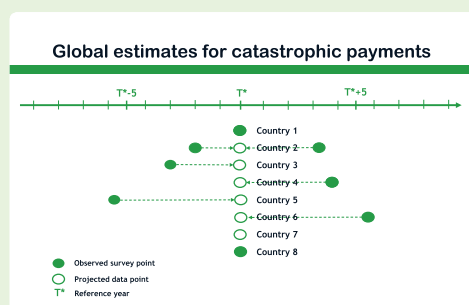 Global estimates for catastrophic payments
T*-5 T* T*+5
Country 1
Country 2
Country 3
Country 4
Country 5
Country 6
Country 7
Country 8
Observed survey point
Projected data point
T* Reference year